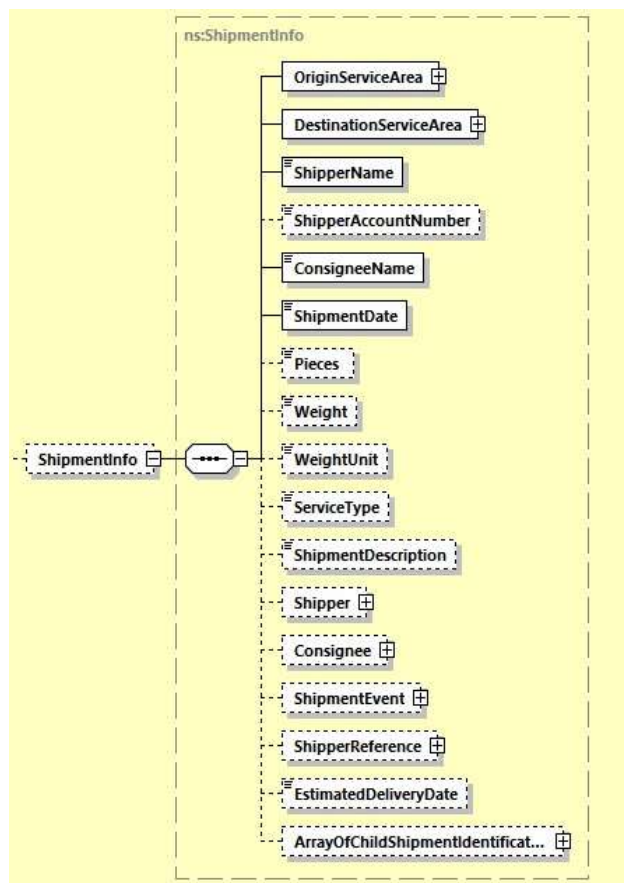 ns:ShipmentInfo
OriginServiceArea
DestinationServiceArea
ShipperName
ShipperAccountNumber
ConsigneeName
ShipmentDate
Pieces
Weight
ShipmentInfo
WeightUnit
ServiceType
ShipmentDescription
Shipper
Consignee
ShipmentEvent
ShipperReference
EstimatedDeliveryDate
ArrayOfChildShipmentIdentificat...